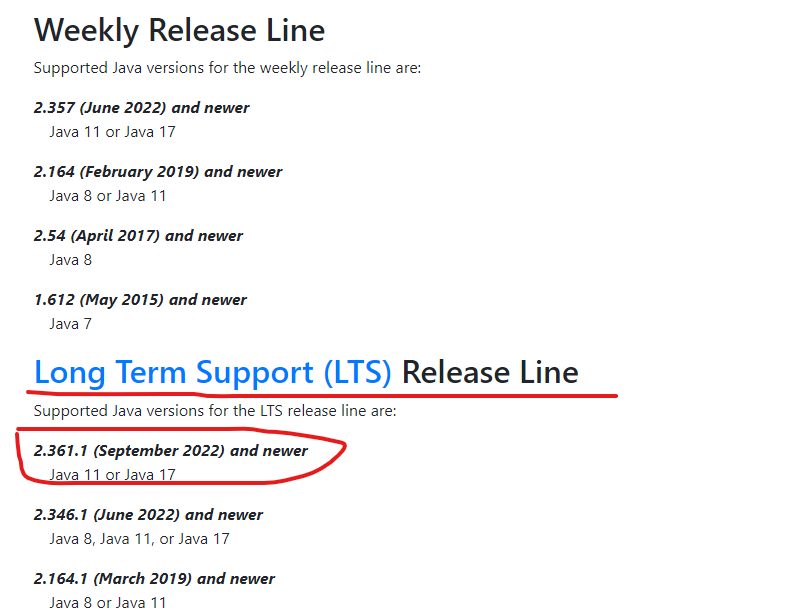 Weekly Release Line
Supported Java versions for the weekly release line are:
2.357 (June 2022) and newer
Java 11 or Java 17
2.164 (February 2019) and newer
Java 8 or Java 11
2.54 (April 2017) and newer
Java 8
1.612 (May 2015) and newer
Java 7
Long Term Support (LTS) Release Line
Supported Java versions for the LTS release line are:
2.361.1 (September 2022) and newer
Java 11 or Java 17
2.346.1 (June 2022) and newer
Java 8, Java 11, or Java 17
2.164.1 (March 2019) and newer
Java 8 or Java 11